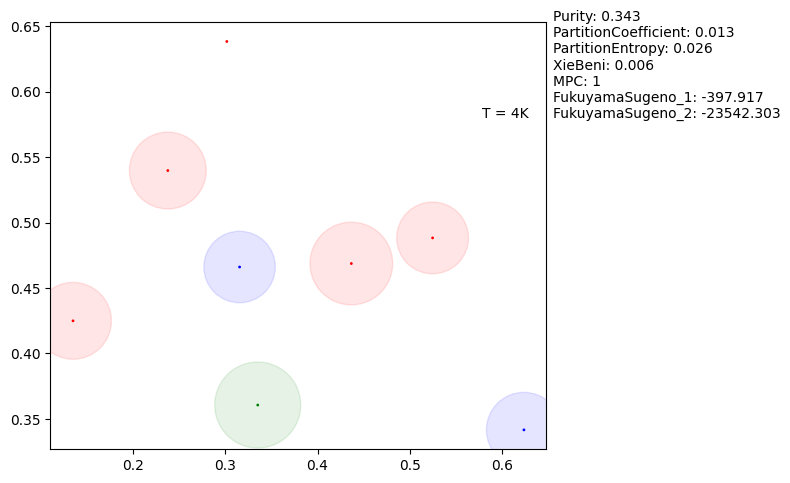 Purity: 0.343
PartitionCoefficient: 0.013
PartitionEntropy: 0.026
XieBeni: 0.006
MPC: 1
FukuyamaSugeno_1: -397.917
FukuyamaSugeno_2: -23542.303
T = 4K
0.65
0.60
0.55
0.50
0.45
0.40
0.35
0.2 0.3 0.4 0.5 0.6